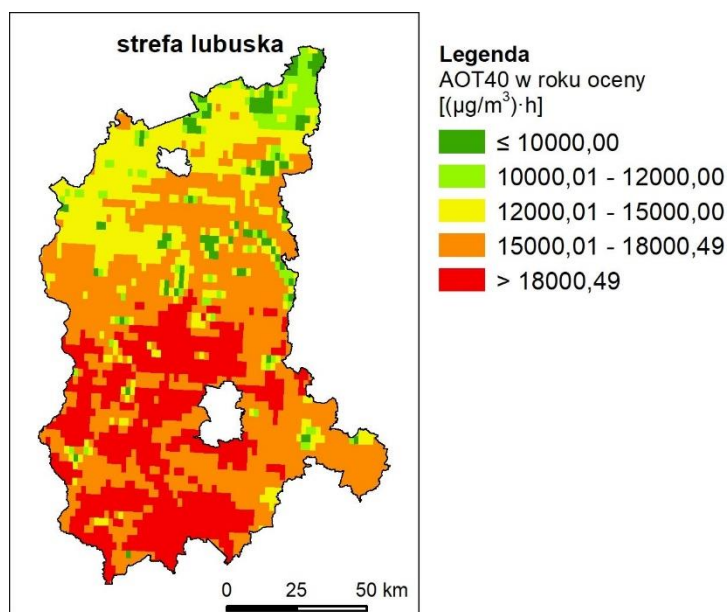 strefa lubuska
Legenda
AOT40 w roku oceny
[(µg/m³)·h]
≤ 10000,00
10000,01 - 12000,00
12000,01 - 15000,00
15000,01 - 18000,49
> 18000,49
0 25 50 km